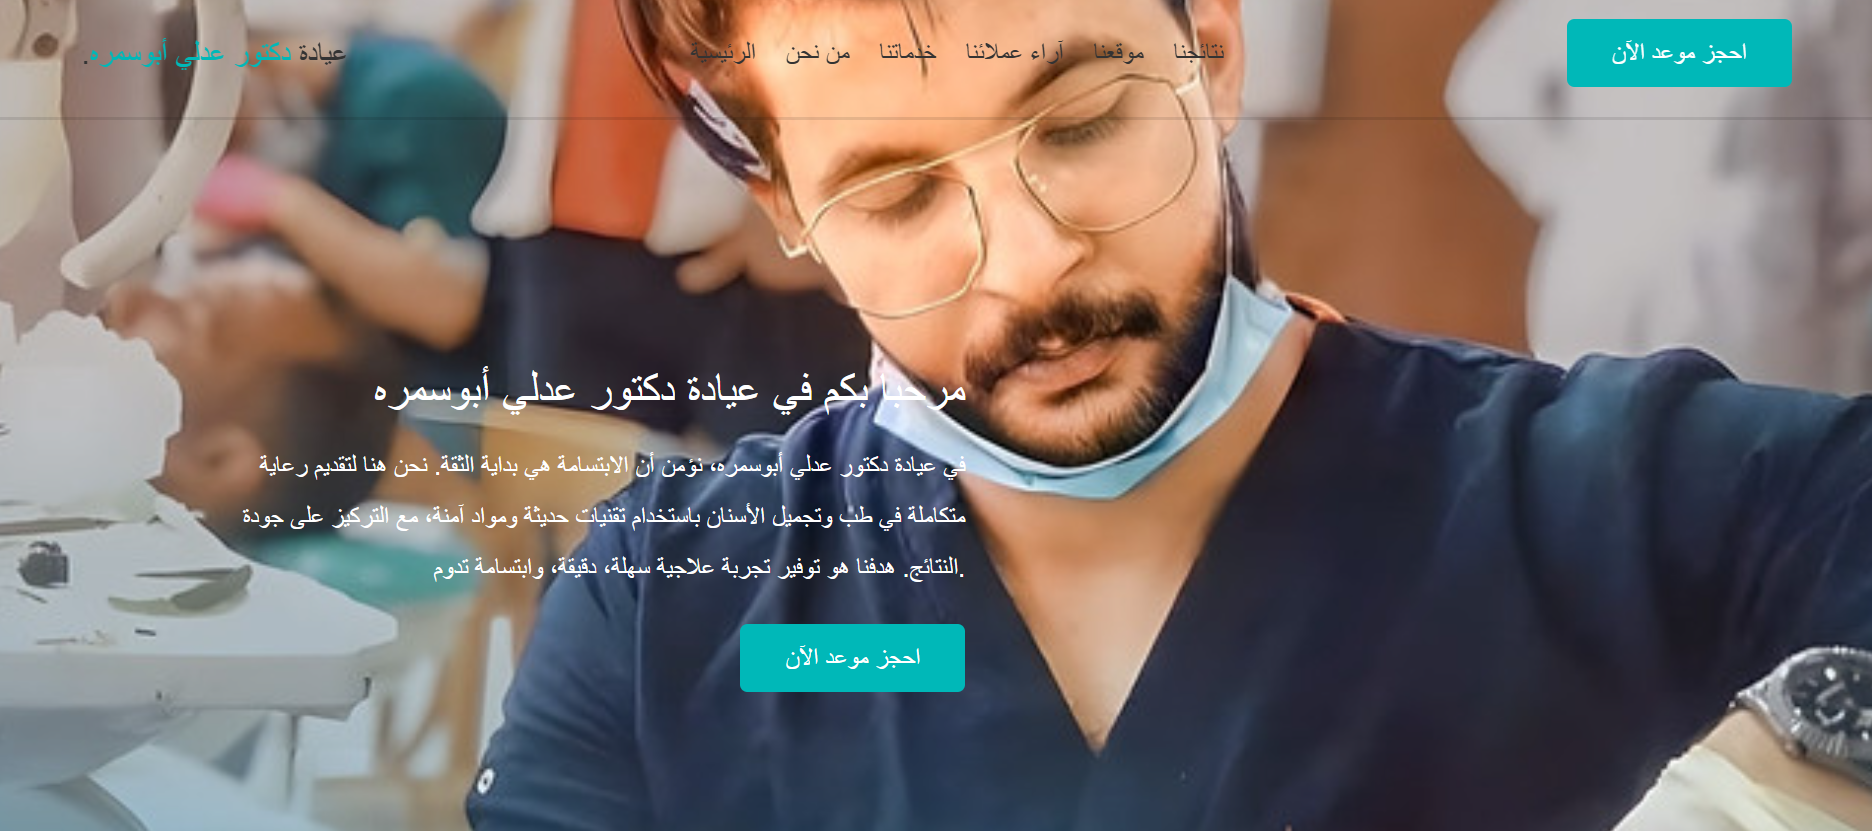 عيادة دكتور عدلي أبوسمره.
الرئيسية
من نحن
خدماتنا
آراء عملائنا
موقعنا
نتائجنا
احجز موعد الآن
مرحبا بكم في عيادة دكتور عدلي أبوسمره
في عيادة دكتور عدلي أبوسمره، نؤمن أن الابتسامة هي بداية الثقة. نحن هنا لتقديم رعاية
متكاملة في طب وتجميل الأسنان باستخدام تقنيات حديثة ومواد آمنة، مع التركيز على جودة
.النتائج. هدفنا هو توفير تجربة علاجية سهلة، دقيقة، وابتسامة تدوم
احجز موعد الآن